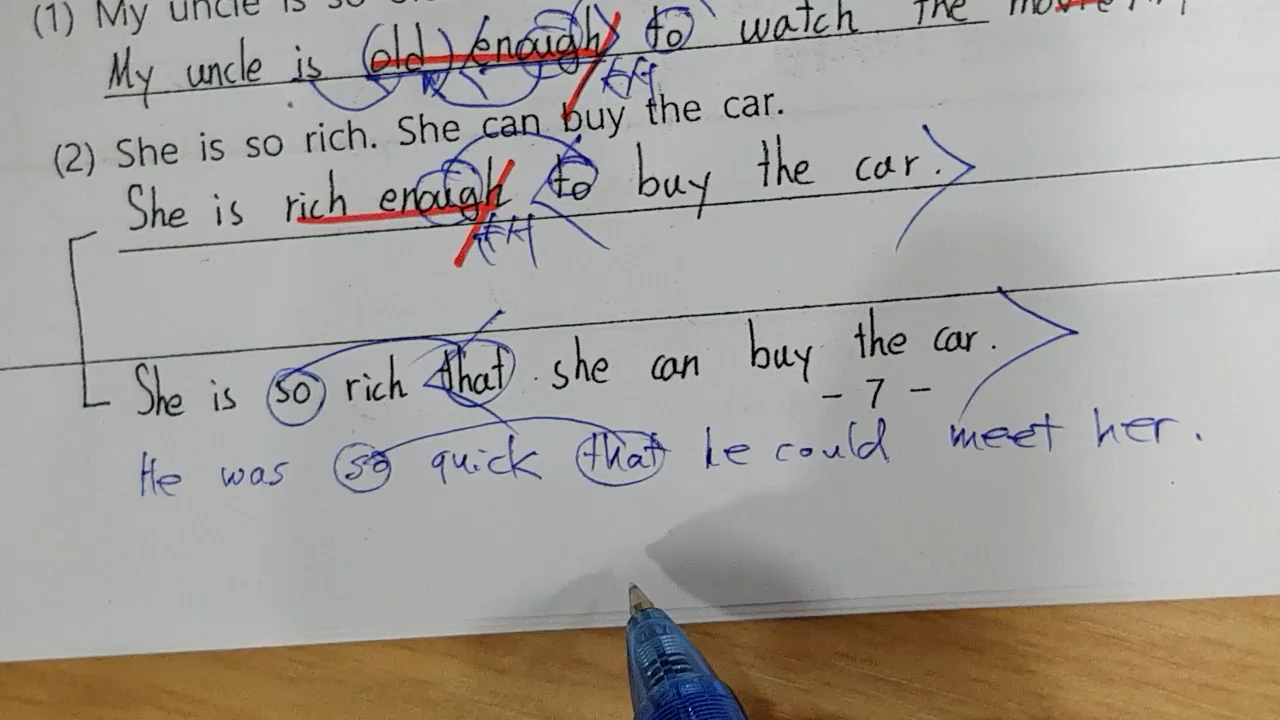 (1) My uncle is so
My uncle is (old) enough to watch the
(2) She is so rich. She can buy the car.
She is rich enough to buy the car.
She is so rich that she can buy the car.
- 7 -
He was so quick that he could meet her.